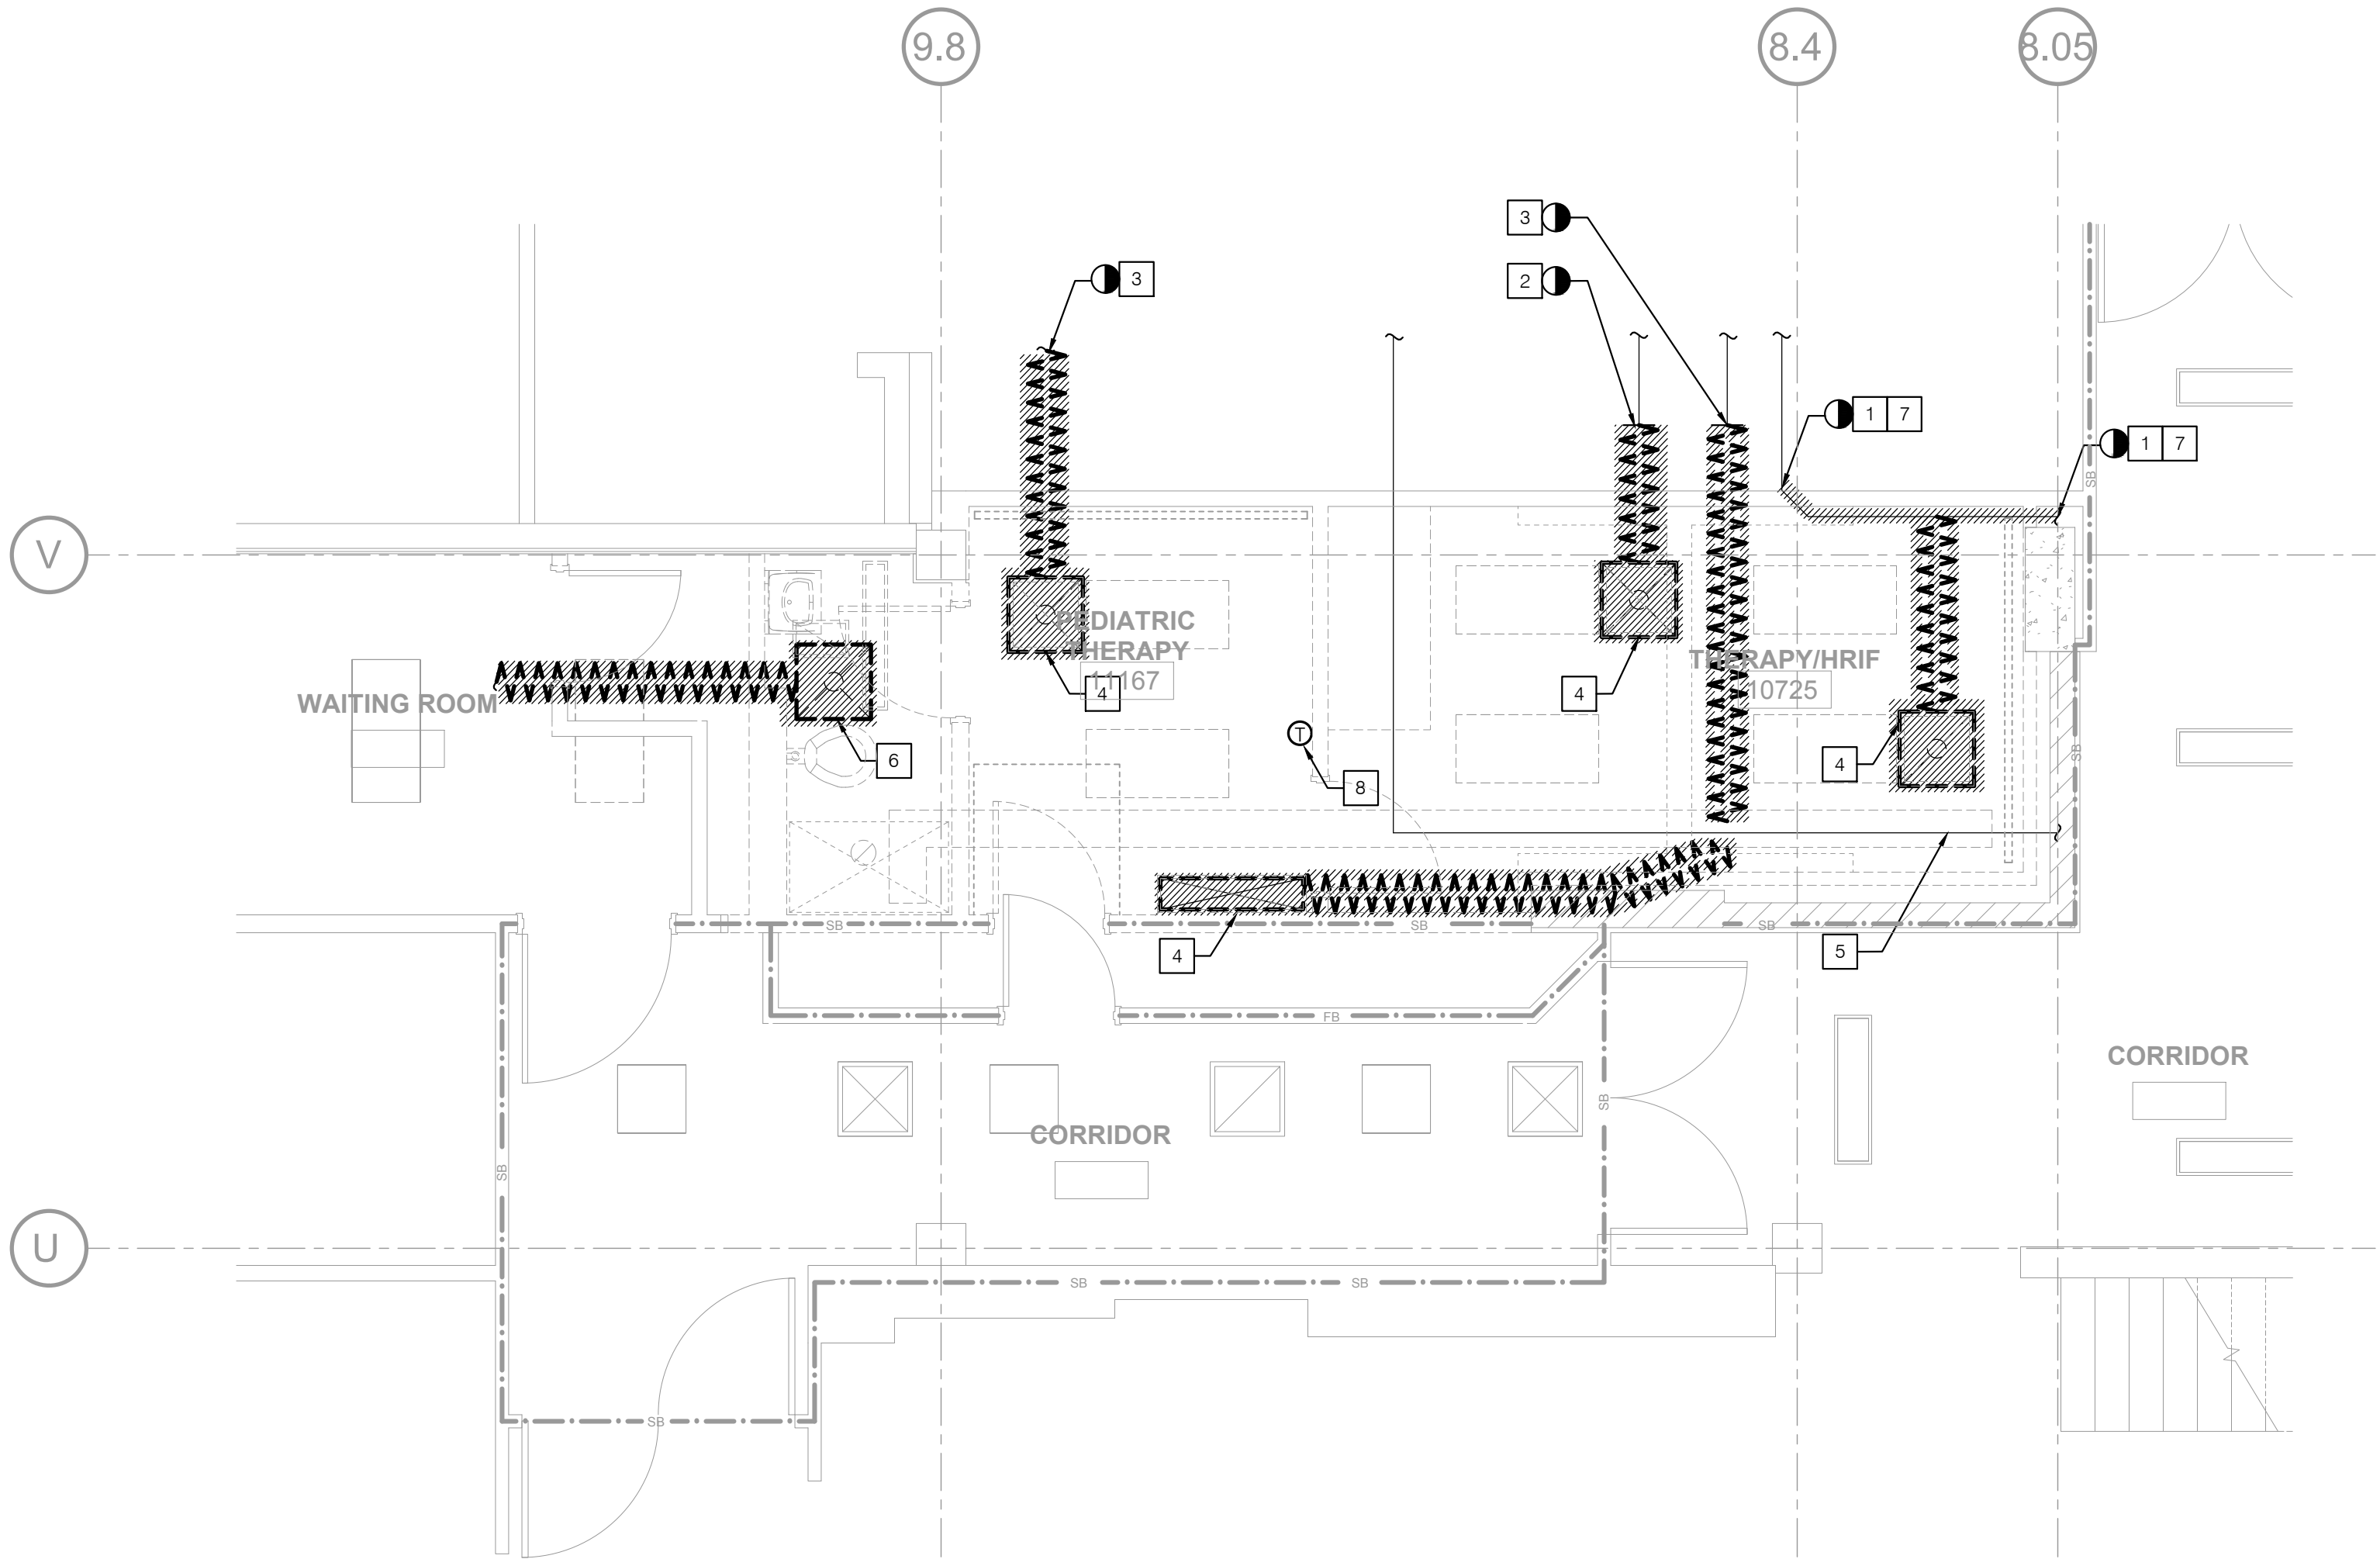 9.8
8.4
8.05
3
2
3
1 7
1 7
SB
V
PEDIATRIC
THERAPY
11167
THERAPY/HRIF
10725
WAITING ROOM
4
4
T
6
8
4
SB
SB
SB
SB
4
5
FB
CORRIDOR
SB
CORRIDOR
SB
U
SB
SB
SB